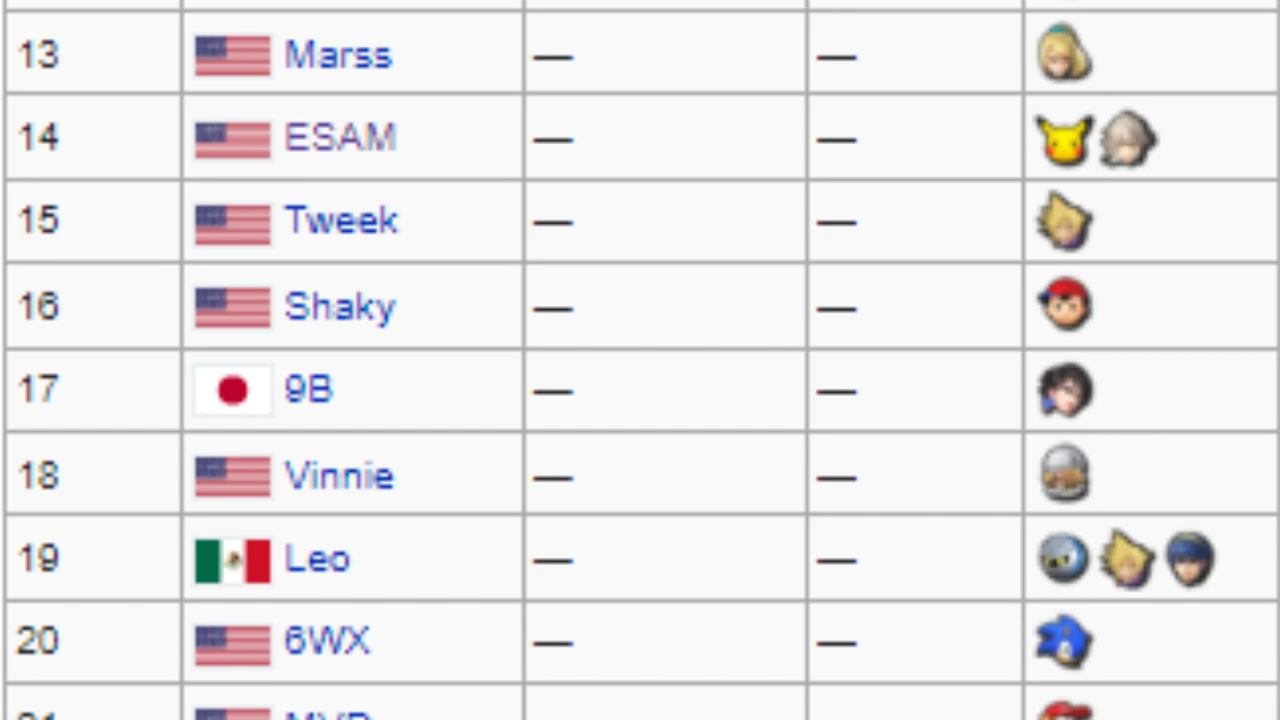 13 Marss — —
14 ESAM — —
15 Tweek — —
16 Shaky — —
17 9B — —
18 Vinnie — —
19 Leo — —
20 6WX — —